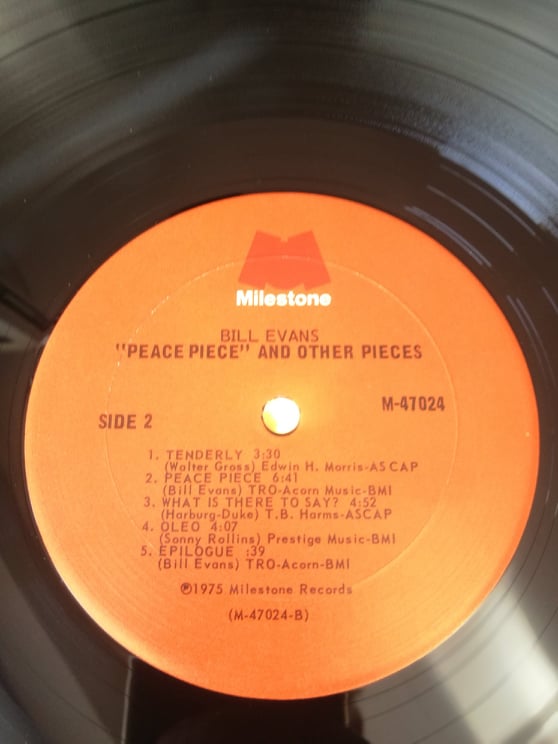 Milestone
BILL EVANS
"PEACE PIECE" AND OTHER PIECES
SIDE 2
M-47024
1. TENDERLY 3:30
(Walter Gross) Edwin H. Morris-ASCAP
2. PEACE PIECE 6:41
(Bill Evans) TRO-Acorn Music-BMI
3. WHAT IS THERE TO SAY? 4:52
(Harburg-Duke) T.B. Harms-ASCAP
4. OLEO 4:07
(Sonny Rollins) Prestige Music-BMI
5. EPILOGUE :39
(Bill Evans) TRO-Acorn-BMI
℗1975 Milestone Records
(M-47024-B)